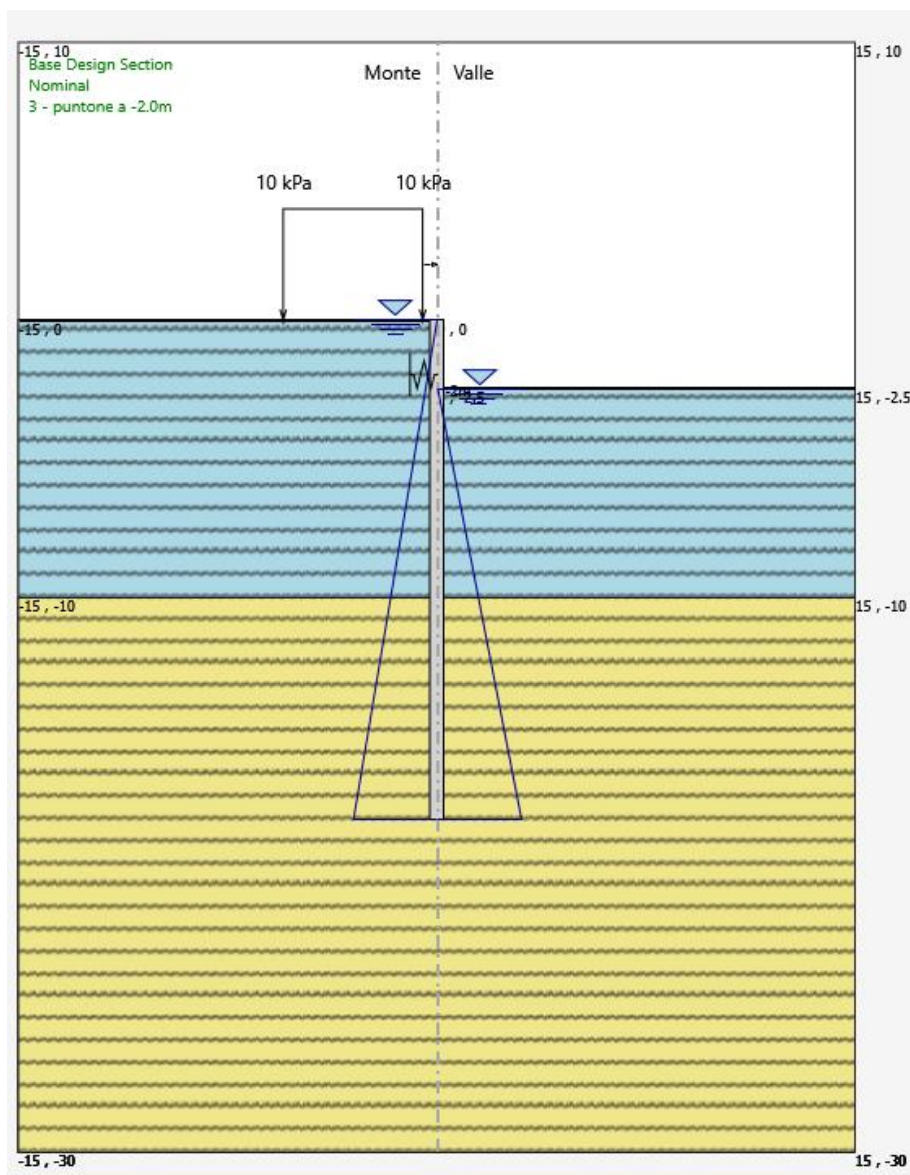 -15 , 10
15 , 10
Base Design Section
Nominal
3 - puntone a -2.0m
Monte
Valle
10 kPa
10 kPa
-15 , 0
, 0
15 , -2.5
-15 , -10
15 , -10
-15 , -30
15 , -30